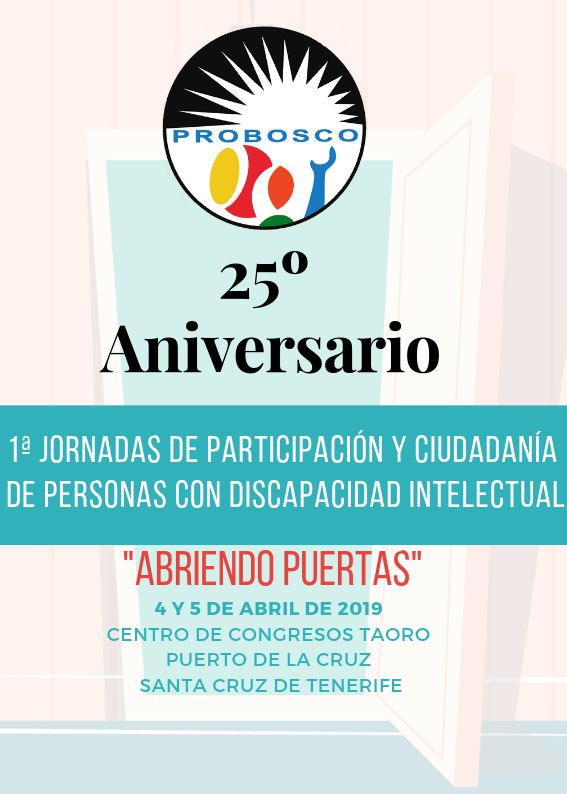 PROBOSCO
25º
Aniversario
1ª JORNADAS DE PARTICIPACIÓN Y CIUDADANÍA
DE PERSONAS CON DISCAPACIDAD INTELECTUAL
"ABRIENDO PUERTAS"
4 Y 5 DE ABRIL DE 2019
CENTRO DE CONGRESOS TAORO
PUERTO DE LA CRUZ
SANTA CRUZ DE TENERIFE